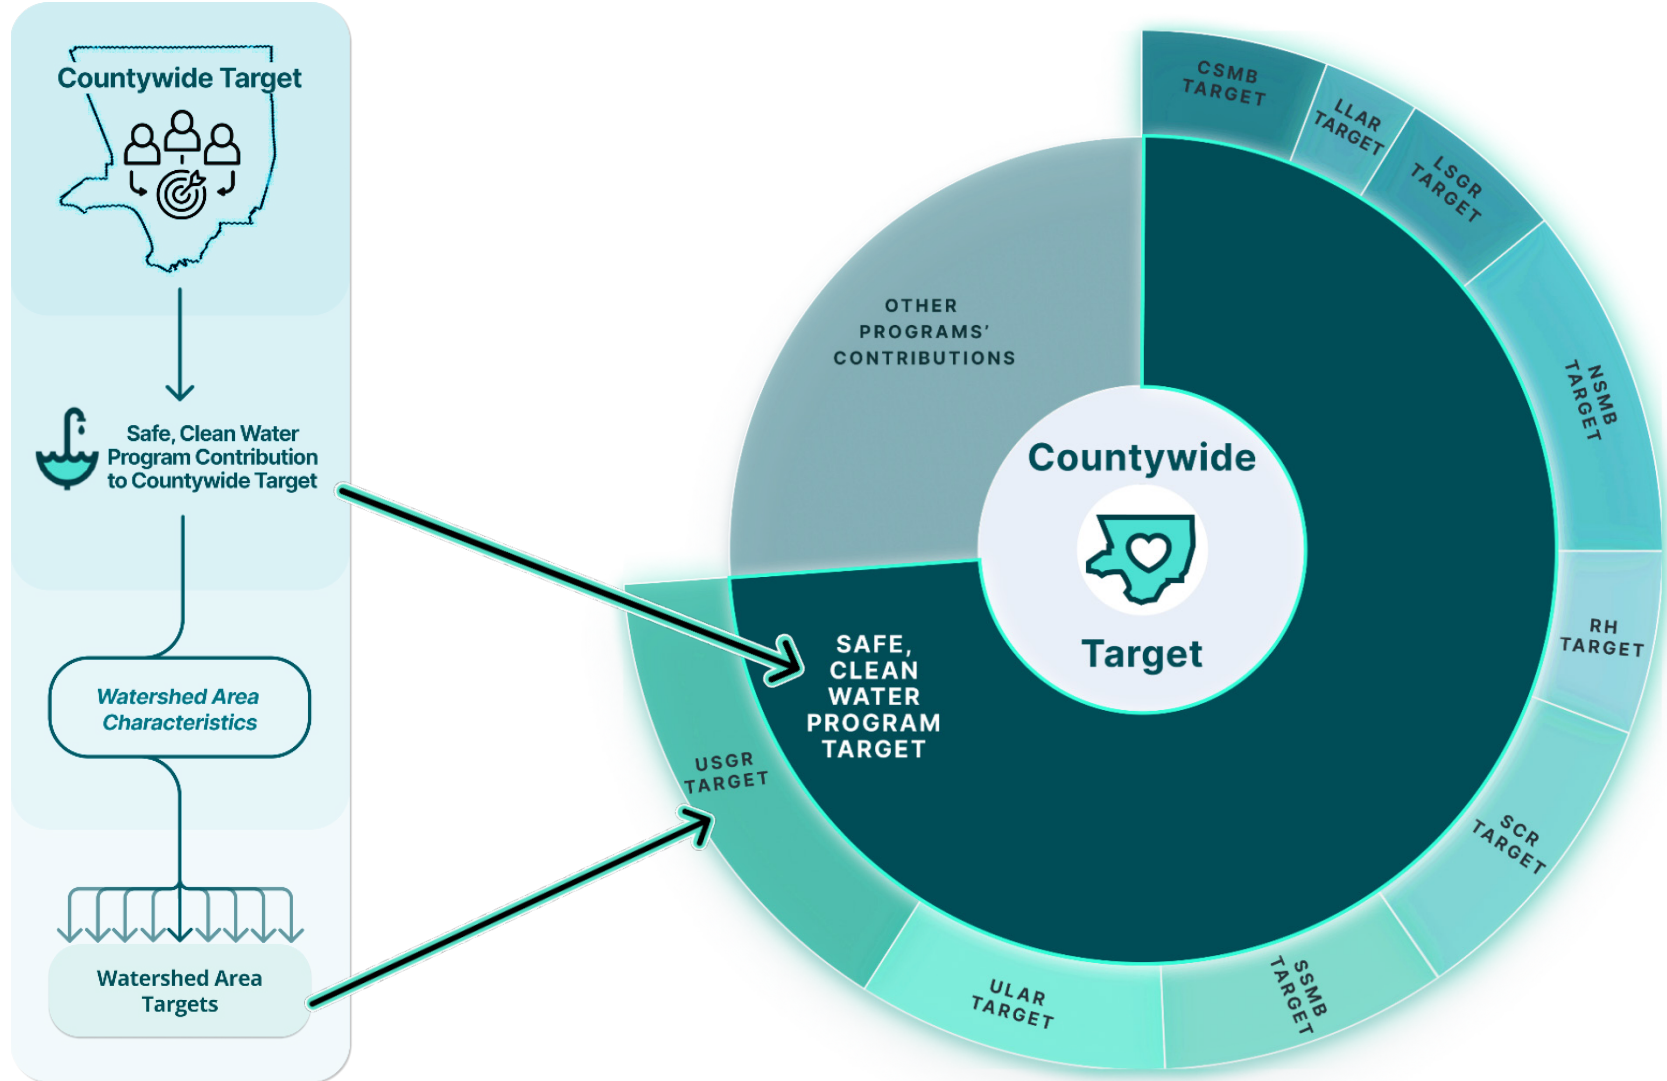 Countywide Target
Safe, Clean Water
Program Contribution
to Countywide Target
Watershed Area
Characteristics
Watershed Area
Targets
OTHER
PROGRAMS’
CONTRIBUTIONS
Countywide
Target
SAFE,
CLEAN
WATER
PROGRAM
TARGET
CSMB
TARGET
LLAR
TARGET
LSGR
TARGET
NSMB
TARGET
RH
TARGET
SCR
TARGET
SSMB
TARGET
ULAR
TARGET
USGR
TARGET